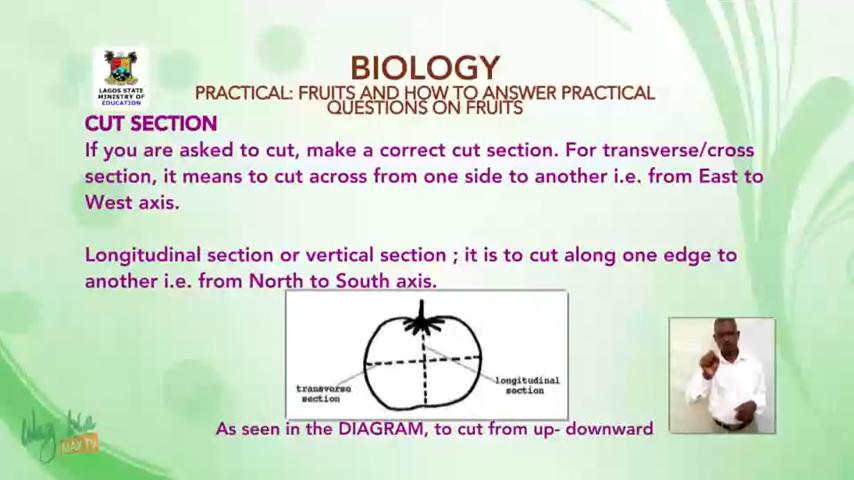 BIOLOGY
PRACTICAL: FRUITS AND HOW TO ANSWER PRACTICAL
QUESTIONS ON FRUITS
LAGOS STATE
MINISTRY OF
EDUCATION
CUT SECTION
If you are asked to cut, make a correct cut section. For transverse/cross
section, it means to cut across from one side to another i.e. from East to
West axis.
Longitudinal section or vertical section ; it is to cut along one edge to
another i.e. from North to South axis.
transverse
section
longitudinal
section
As seen in the DIAGRAM, to cut from up- downward